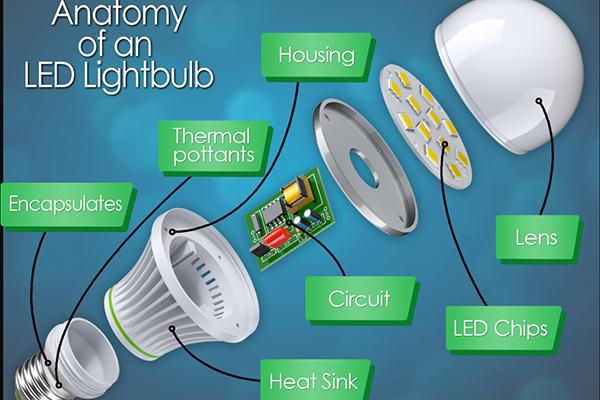 Anatomy
of an
LED Lightbulb
Housing
Thermal
pottants
Encapsulates
Lens
Circuit
LED Chips
Heat Sink